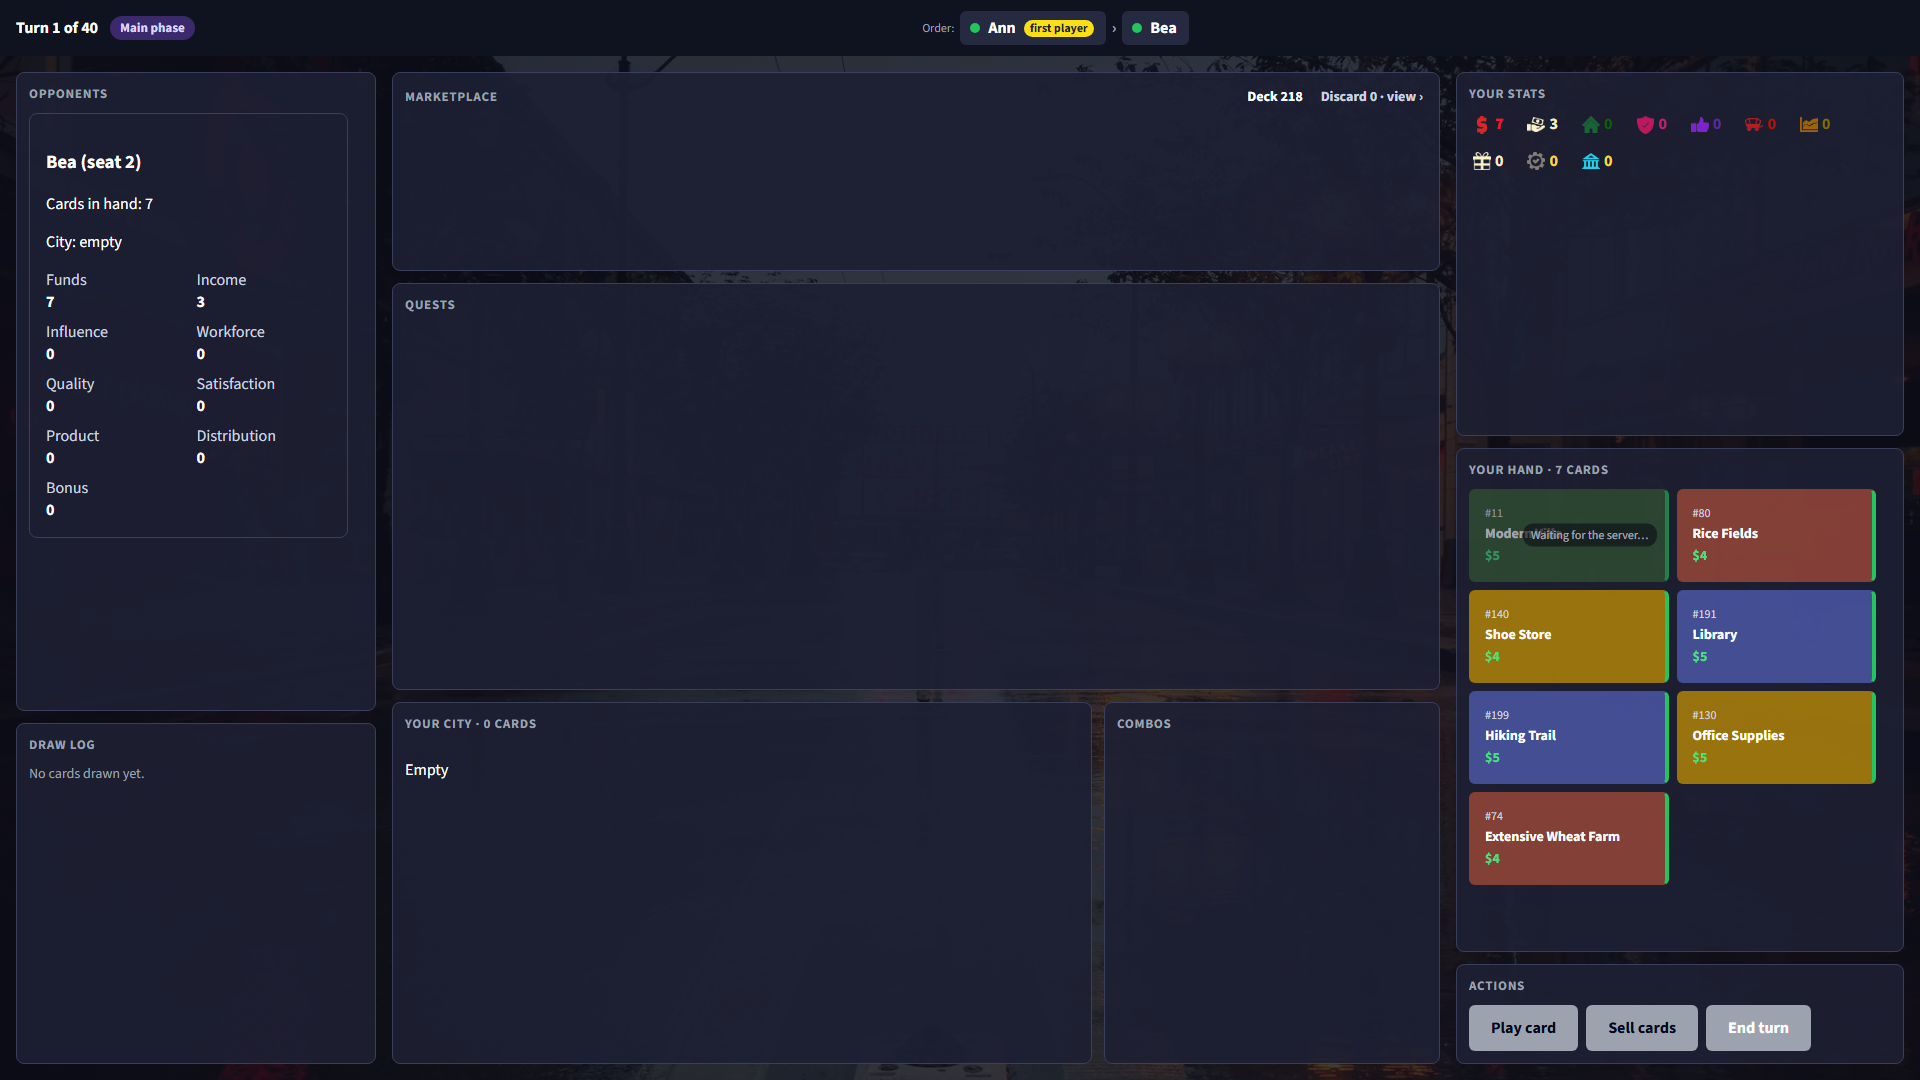 Turn 1 of 40
Main phase
Order:
Ann
first player
›
Bea
OPPONENTS
Bea (seat 2)
Cards in hand: 7
City: empty
Funds
7
Income
3
Influence
0
Workforce
0
Quality
0
Satisfaction
0
Product
0
Distribution
0
Bonus
0
DRAW LOG
No cards drawn yet.
MARKETPLACE
Deck 218
Discard 0 · view ›
QUESTS
YOUR CITY · 0 CARDS
Empty
COMBOS
YOUR STATS
7
3
0
0
0
0
0
0
0
0
YOUR HAND · 7 CARDS
#11
Modern
Waiting for the server…
$5
#80
Rice Fields
$4
#140
Shoe Store
$4
#191
Library
$5
#199
Hiking Trail
$5
#130
Office Supplies
$5
#74
Extensive Wheat Farm
$4
ACTIONS
Play card
Sell cards
End turn